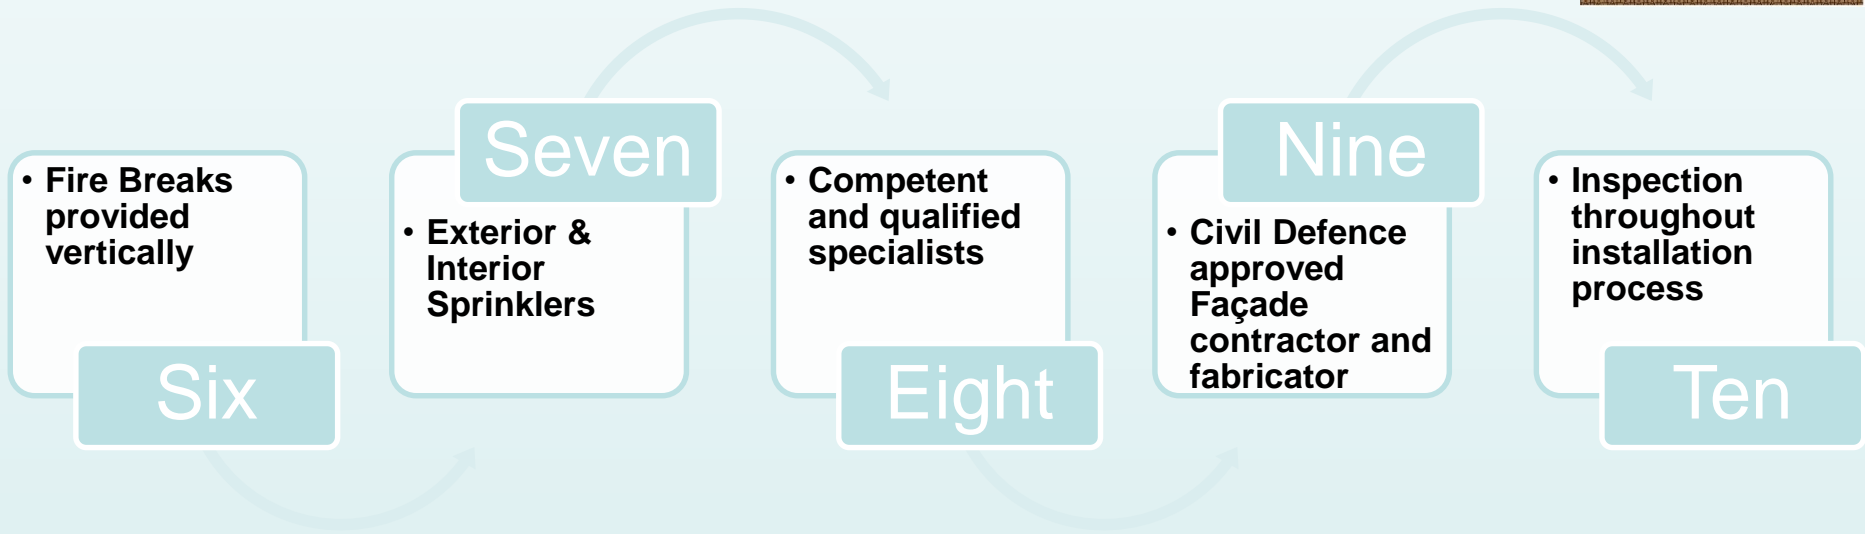 • Fire Breaks
provided
vertically
Six
Seven
• Exterior &
Interior
Sprinklers
• Competent
and qualified
specialists
Eight
Nine
• Civil Defence
approved
Façade
contractor and
fabricator
• Inspection
throughout
installation
process
Ten